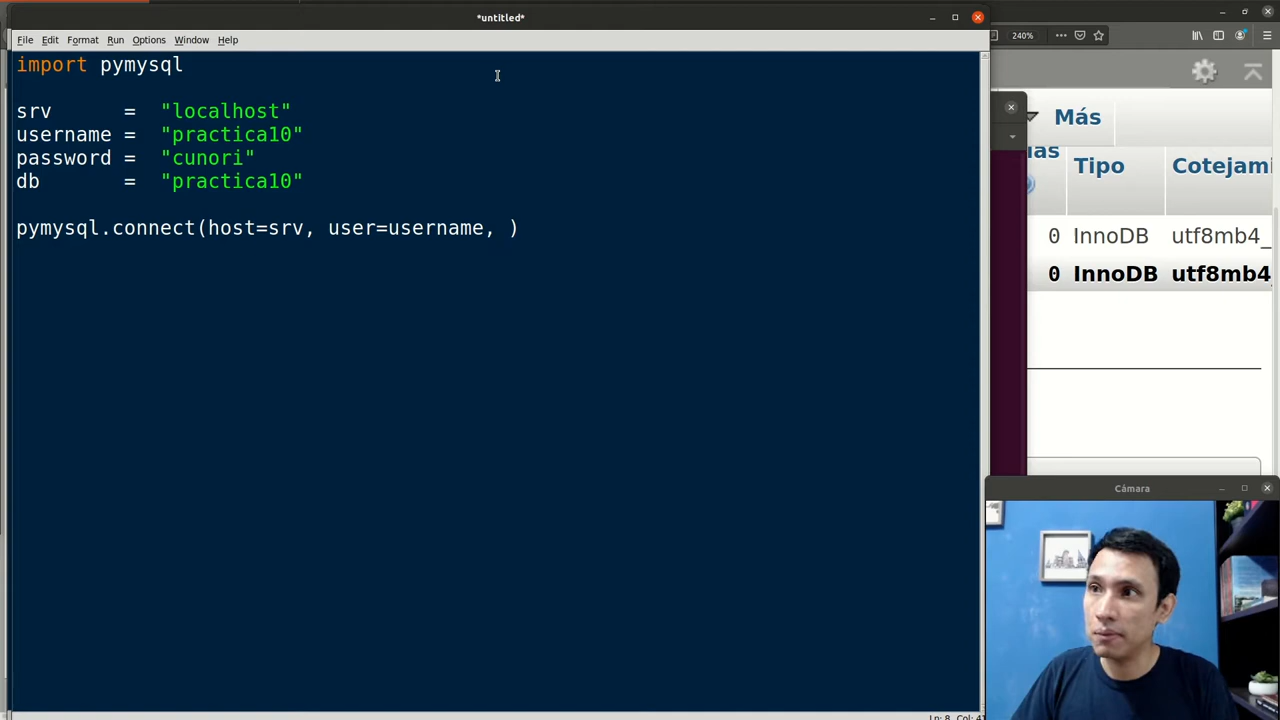 *untitled*
File Edit Format Run Options Window Help
240%
import pymysql
srv = "localhost"
username = "practica10"
password = "cunori"
db = "practica10"
pymysql.connect(host=srv, user=username, )
Más
Tipo Cotejami
0 InnoDB utf8mb4_
0 InnoDB utf8mb4
Cámara